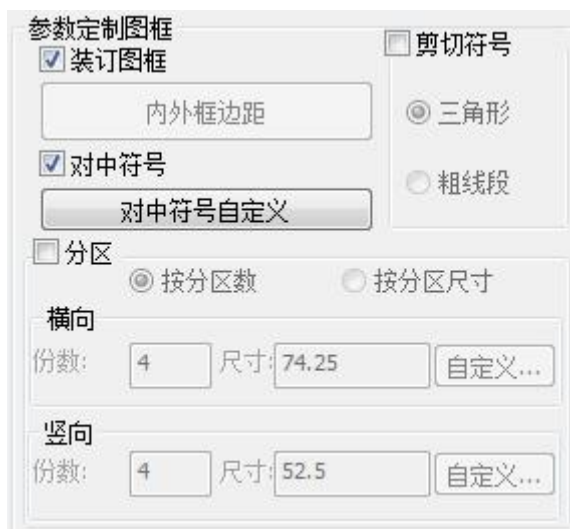 参数定制图框
装订图框
剪切符号
内外框边距
三角形
对中符号
粗线段
对中符号自定义
分区
按分区数 按分区尺寸
横向
份数: 4 尺寸: 74.25 自定义...
竖向
份数: 4 尺寸: 52.5 自定义...